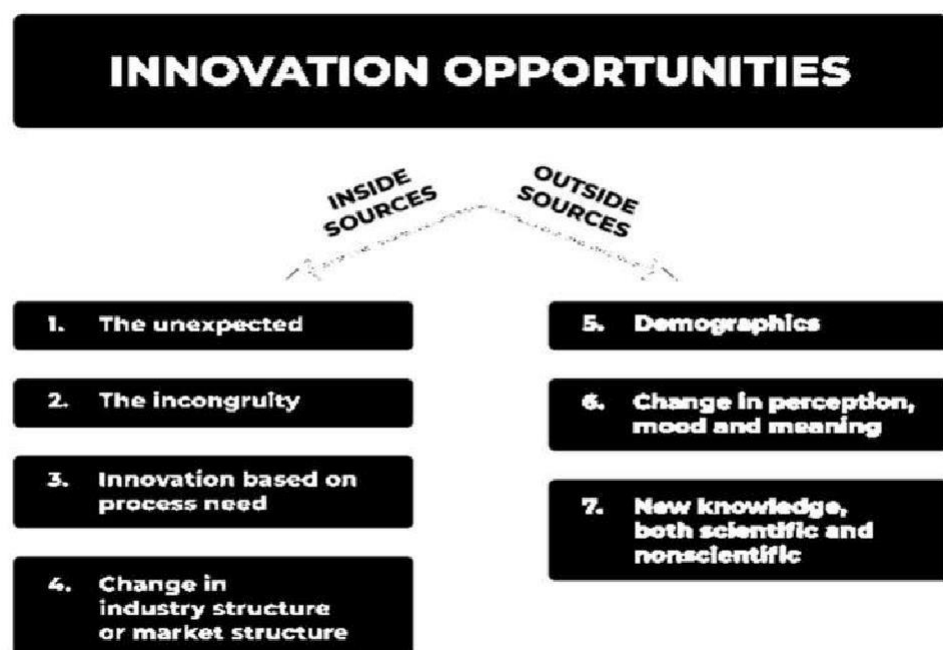 INNOVATION OPPORTUNITIES
INSIDE
SOURCES
OUTSIDE
SOURCES
1. The unexpected
2. The incongruity
3. Innovation based on
process need
4. Change in
industry structure
or market structure
5. Demographics
6. Change in perception,
mood and meaning
7. New knowledge,
both scientific and
nonscientific